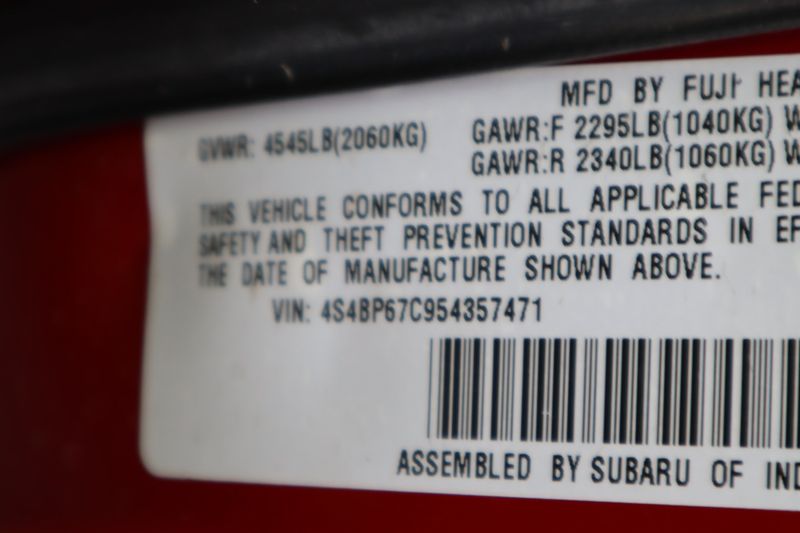 MFD BY FUJI HEA
GVWR: 4545LB(2060KG) GAWR:F 2295LB(1040KG) W
GAWR:R 2340LB(1060KG) W
THIS VEHICLE CONFORMS TO ALL APPLICABLE FED
SAFETY AND THEFT PREVENTION STANDARDS IN EF
THE DATE OF MANUFACTURE SHOWN ABOVE.
VIN: 4S4BP67C954357471
ASSEMBLED BY SUBARU OF IND